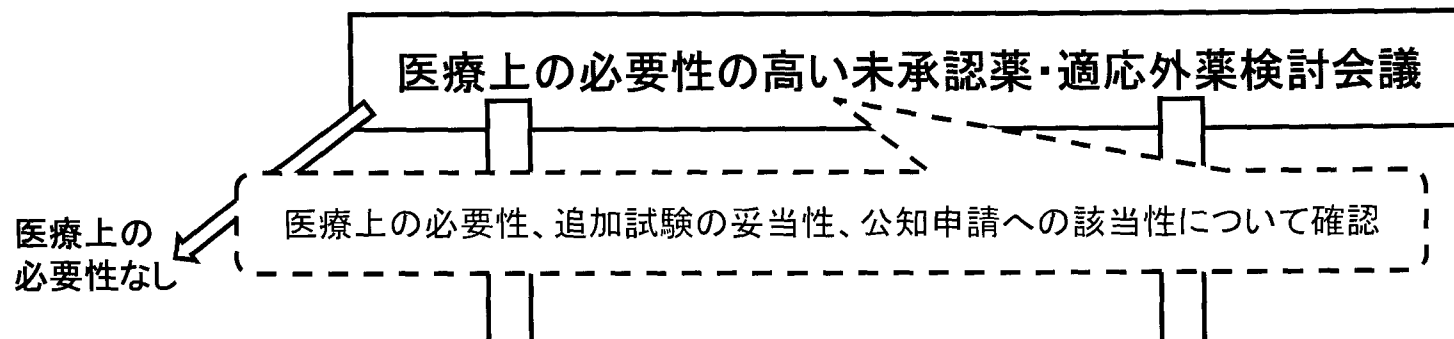 医療上の必要性の高い未承認薬・適応外薬検討会議
医療上の必要性、追加試験の妥当性、公知申請への該当性について確認
医療上の
必要性なし